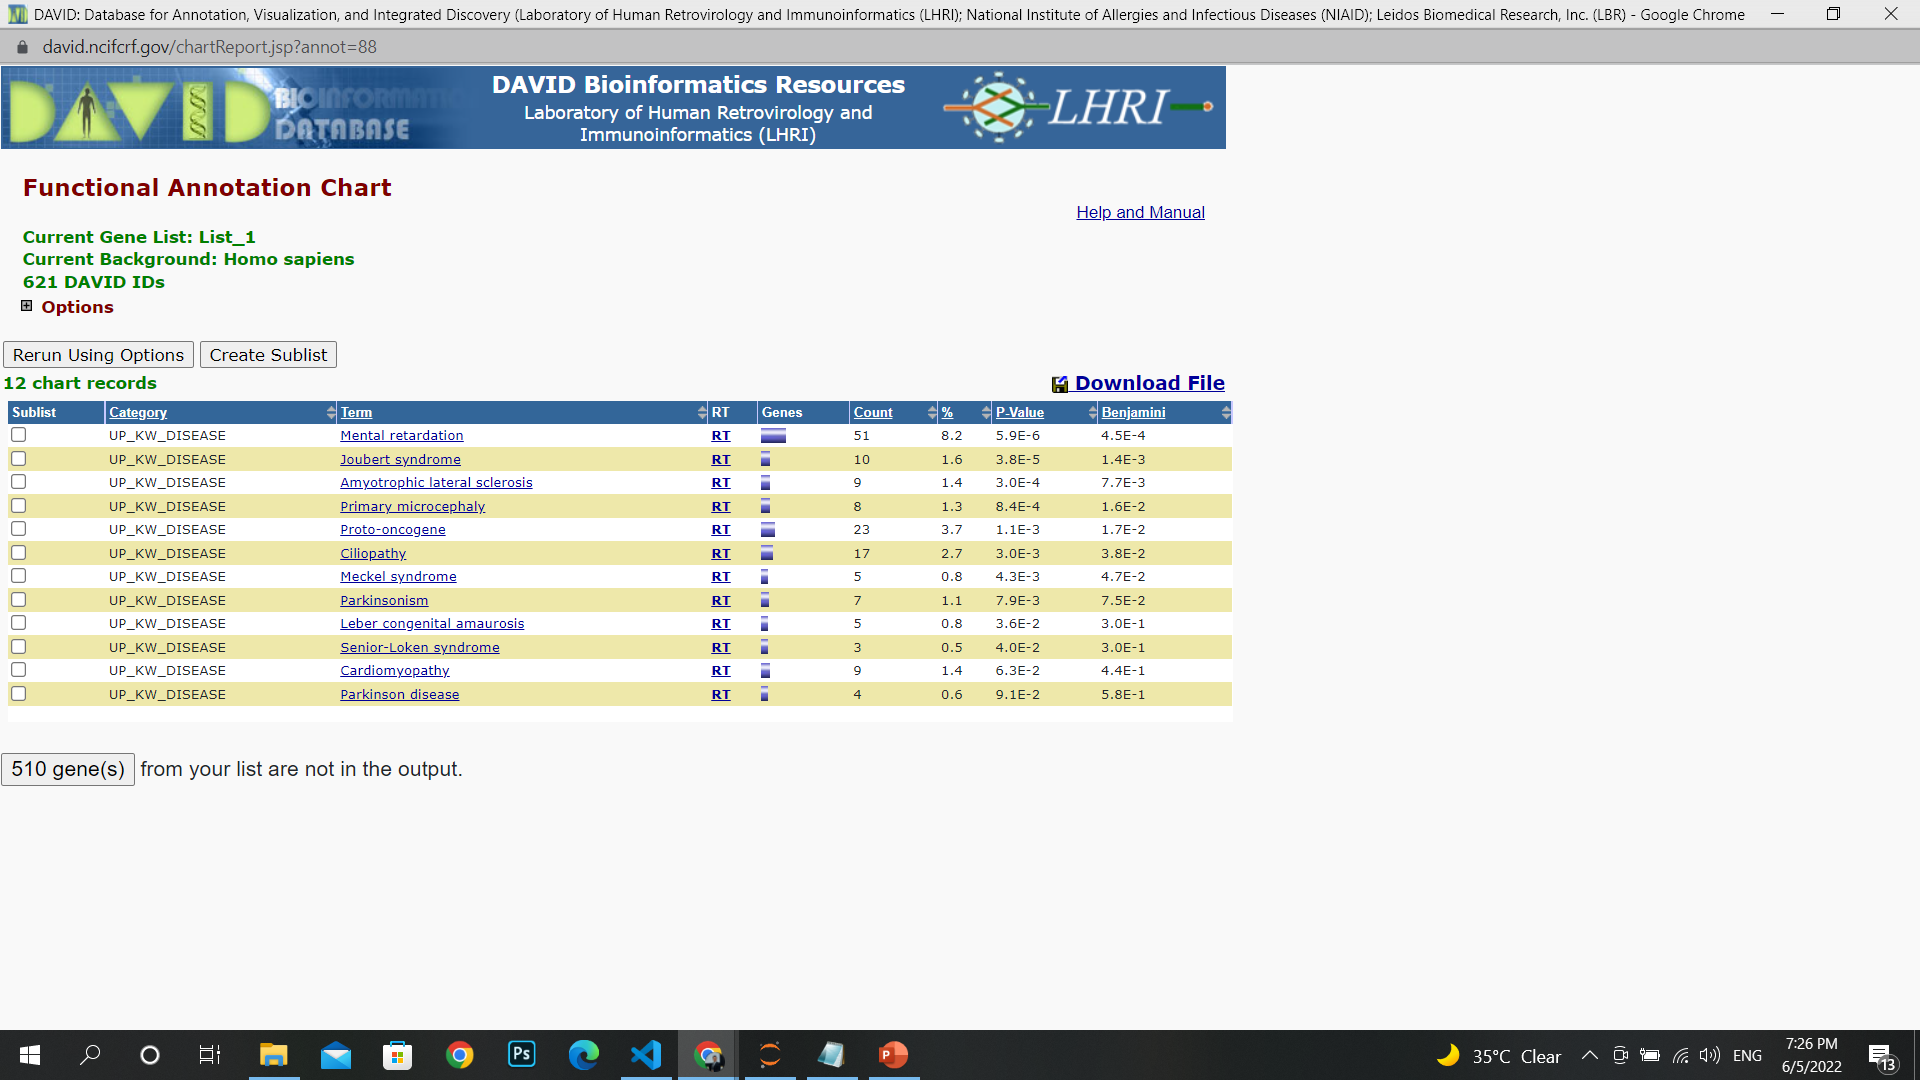 DAVID: Database for Annotation, Visualization, and Integrated Discovery (Laboratory of Human Retrovirology and Immunoinformatics (LHRI); National Institute of Allergies and Infectious Diseases (NIAID); Leidos Biomedical Research, Inc. (LBR) - Google Chrome
david.ncifcrf.gov/chartReport.jsp?annot=88
DAVID BIOINFORMATICS DATABASE
DAVID Bioinformatics Resources
Laboratory of Human Retrovirology and
Immunoinformatics (LHRI)
LHRI
Functional Annotation Chart
Help and Manual
Current Gene List: List_1
Current Background: Homo sapiens
621 DAVID IDs
Options
Rerun Using Options Create Sublist
12 chart records Download File
Sublist Category Term RT Genes Count % P-Value Benjamini
UP_KW_DISEASE Mental retardation RT 51 8.2 5.9E-6 4.5E-4
UP_KW_DISEASE Joubert syndrome RT 10 1.6 3.8E-5 1.4E-3
UP_KW_DISEASE Amyotrophic lateral sclerosis RT 9 1.4 3.0E-4 7.7E-3
UP_KW_DISEASE Primary microcephaly RT 8 1.3 8.4E-4 1.6E-2
UP_KW_DISEASE Proto-oncogene RT 23 3.7 1.1E-3 1.7E-2
UP_KW_DISEASE Ciliopathy RT 17 2.7 3.0E-3 3.8E-2
UP_KW_DISEASE Meckel syndrome RT 5 0.8 4.3E-3 4.7E-2
UP_KW_DISEASE Parkinsonism RT 7 1.1 7.9E-3 7.5E-2
UP_KW_DISEASE Leber congenital amaurosis RT 5 0.8 3.6E-2 3.0E-1
UP_KW_DISEASE Senior-Loken syndrome RT 3 0.5 4.0E-2 3.0E-1
UP_KW_DISEASE Cardiomyopathy RT 9 1.4 6.3E-2 4.4E-1
UP_KW_DISEASE Parkinson disease RT 4 0.6 9.1E-2 5.8E-1
510 gene(s) from your list are not in the output.
Ps
P
35°C Clear
ENG
7:26 PM
6/5/2022
13